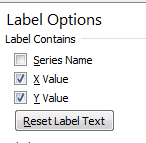 Label Options
Label Contains
Series Name
X Value
Y Value
Reset Label Text